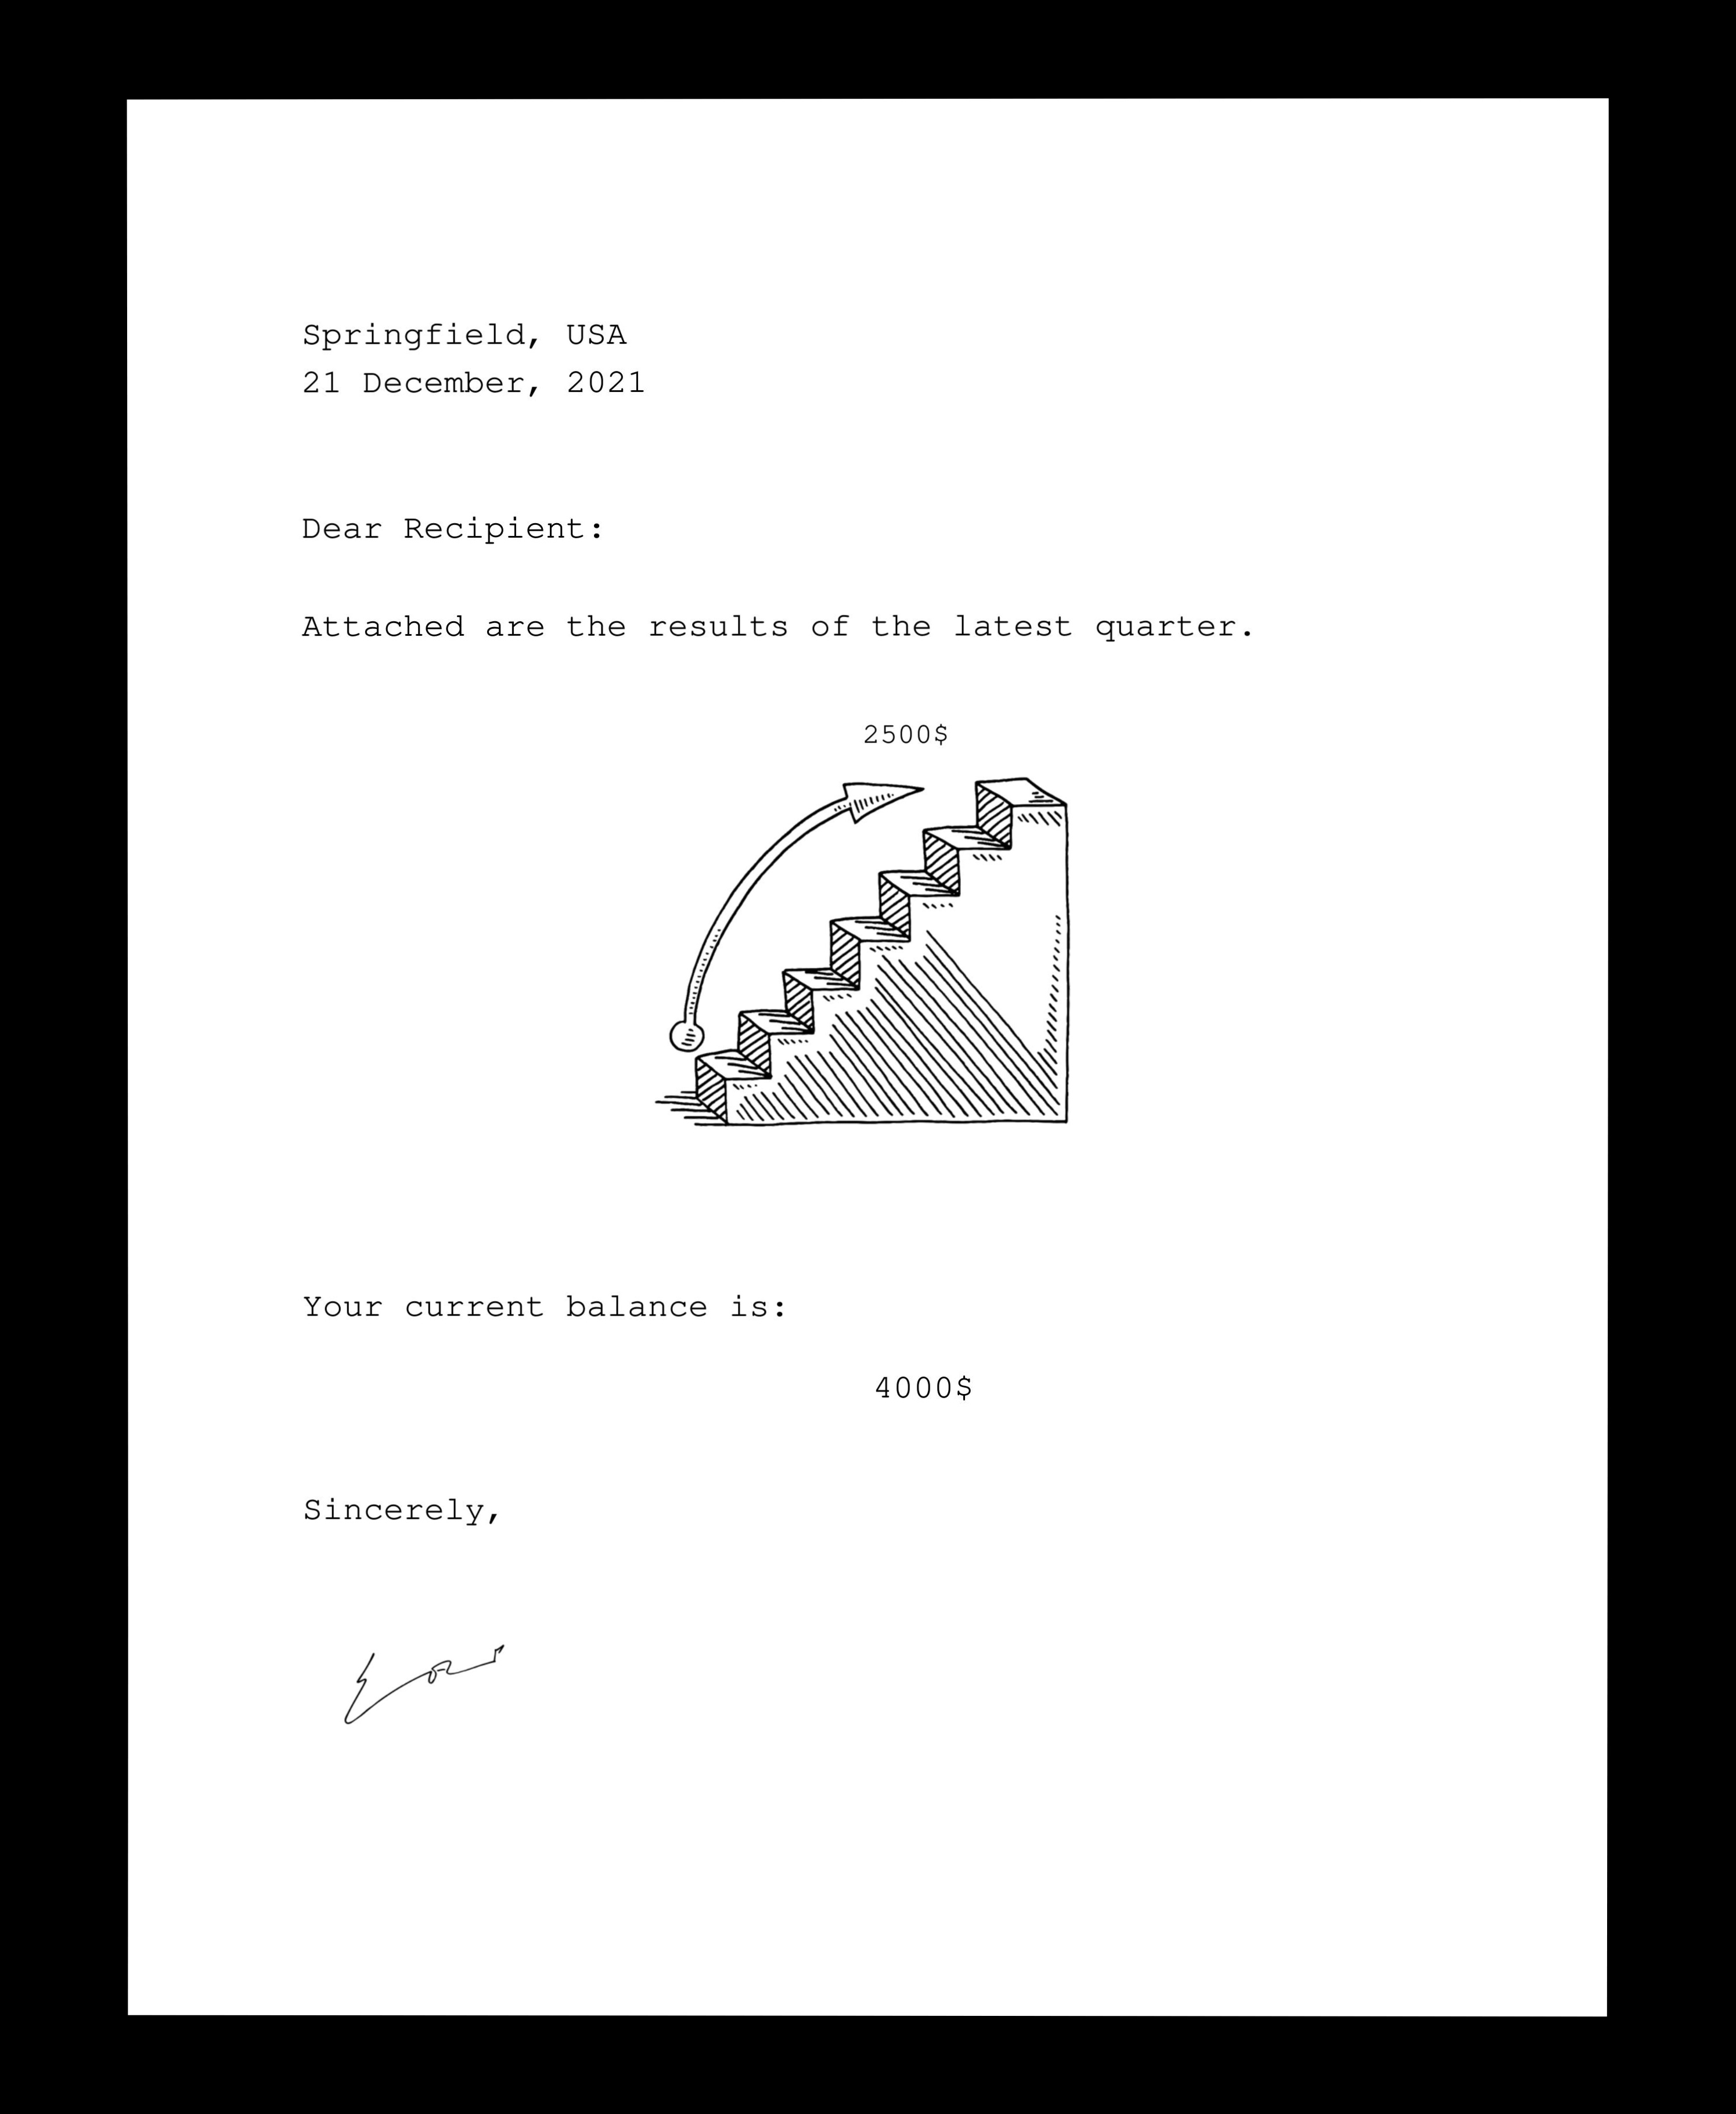 Springfield, USA
21 December, 2021
Dear Recipient:
Attached are the results of the latest quarter.
2500$
Your current balance is:
4000$
Sincerely,